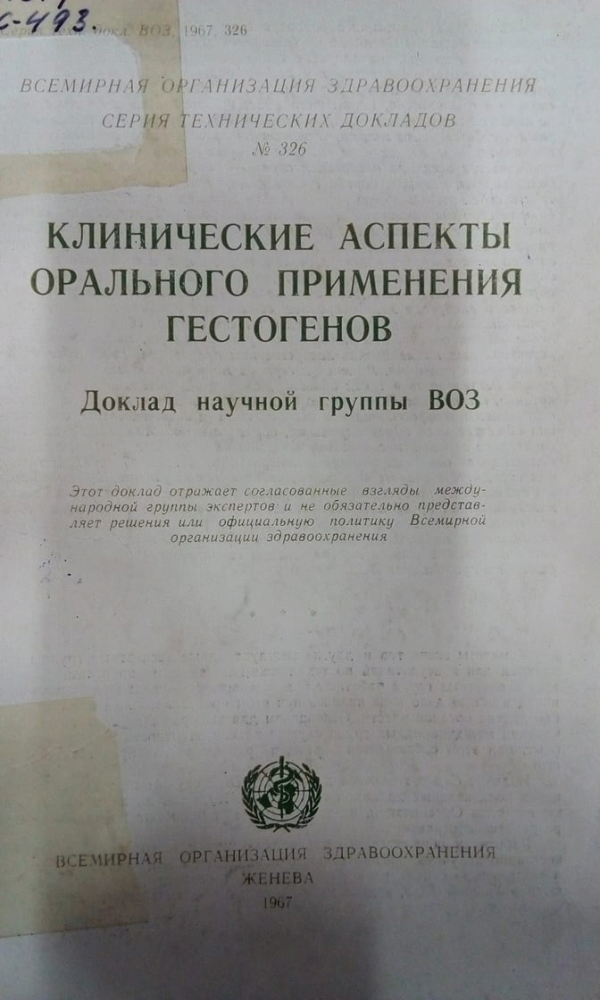 С-493.
докл. ВОЗ, 1967, 326
ВСЕМИРНАЯ ОРГАНИЗАЦИЯ ЗДРАВООХРАНЕНИЯ
СЕРИЯ ТЕХНИЧЕСКИХ ДОКЛАДОВ
№ 326
КЛИНИЧЕСКИЕ АСПЕКТЫ
ОРАЛЬНОГО ПРИМЕНЕНИЯ
ГЕСТОГЕНОВ
Доклад научной группы ВОЗ
Этот доклад отражает согласованные взгляды между-
народной группы экспертов и не обязательно представ-
ляет решения или официальную политику Всемирной
организации здравоохранения
ВСЕМИРНАЯ ОРГАНИЗАЦИЯ ЗДРАВООХРАНЕНИЯ
ЖЕНЕВА
1967